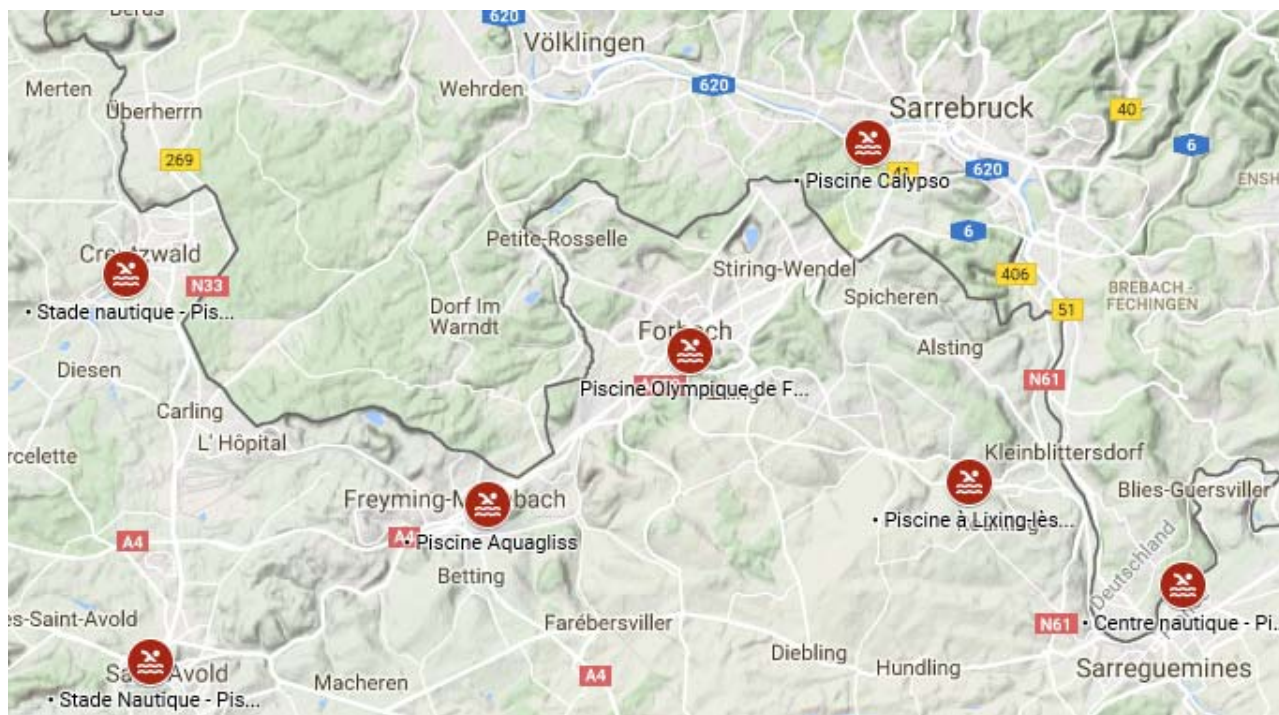 Berus
620
Völklingen
Merten
Wehrden
620
Sarrebruck
40
Überherrn
6
269
41
620
ENSH
• Piscine Calypso
6
Petite-Rosselle
Creutzwald
Stiring-Wendel
406
N33
Spicheren
BREBACH -
FECHINGEN
• Stade nautique - Pis...
Dorf Im
Warndt
51
Forbach
Alsting
Diesen
N61
Piscine Olympique de F...
Carling
L' Hôpital
Kleinblittersdorf
rcelette
Blies-Guersviller
Freyming-M bach
• Piscine à Lixing-lès...
A4
A4
• Piscine Aquagliss
Deutschland
Betting
es-Saint-Avold
Farébersviller
N61
• Centre nautique - Pi...
Diebling
Hundling
Sarreguemines
Sa Avold
Macheren
A4
• Stade Nautique - Pis...